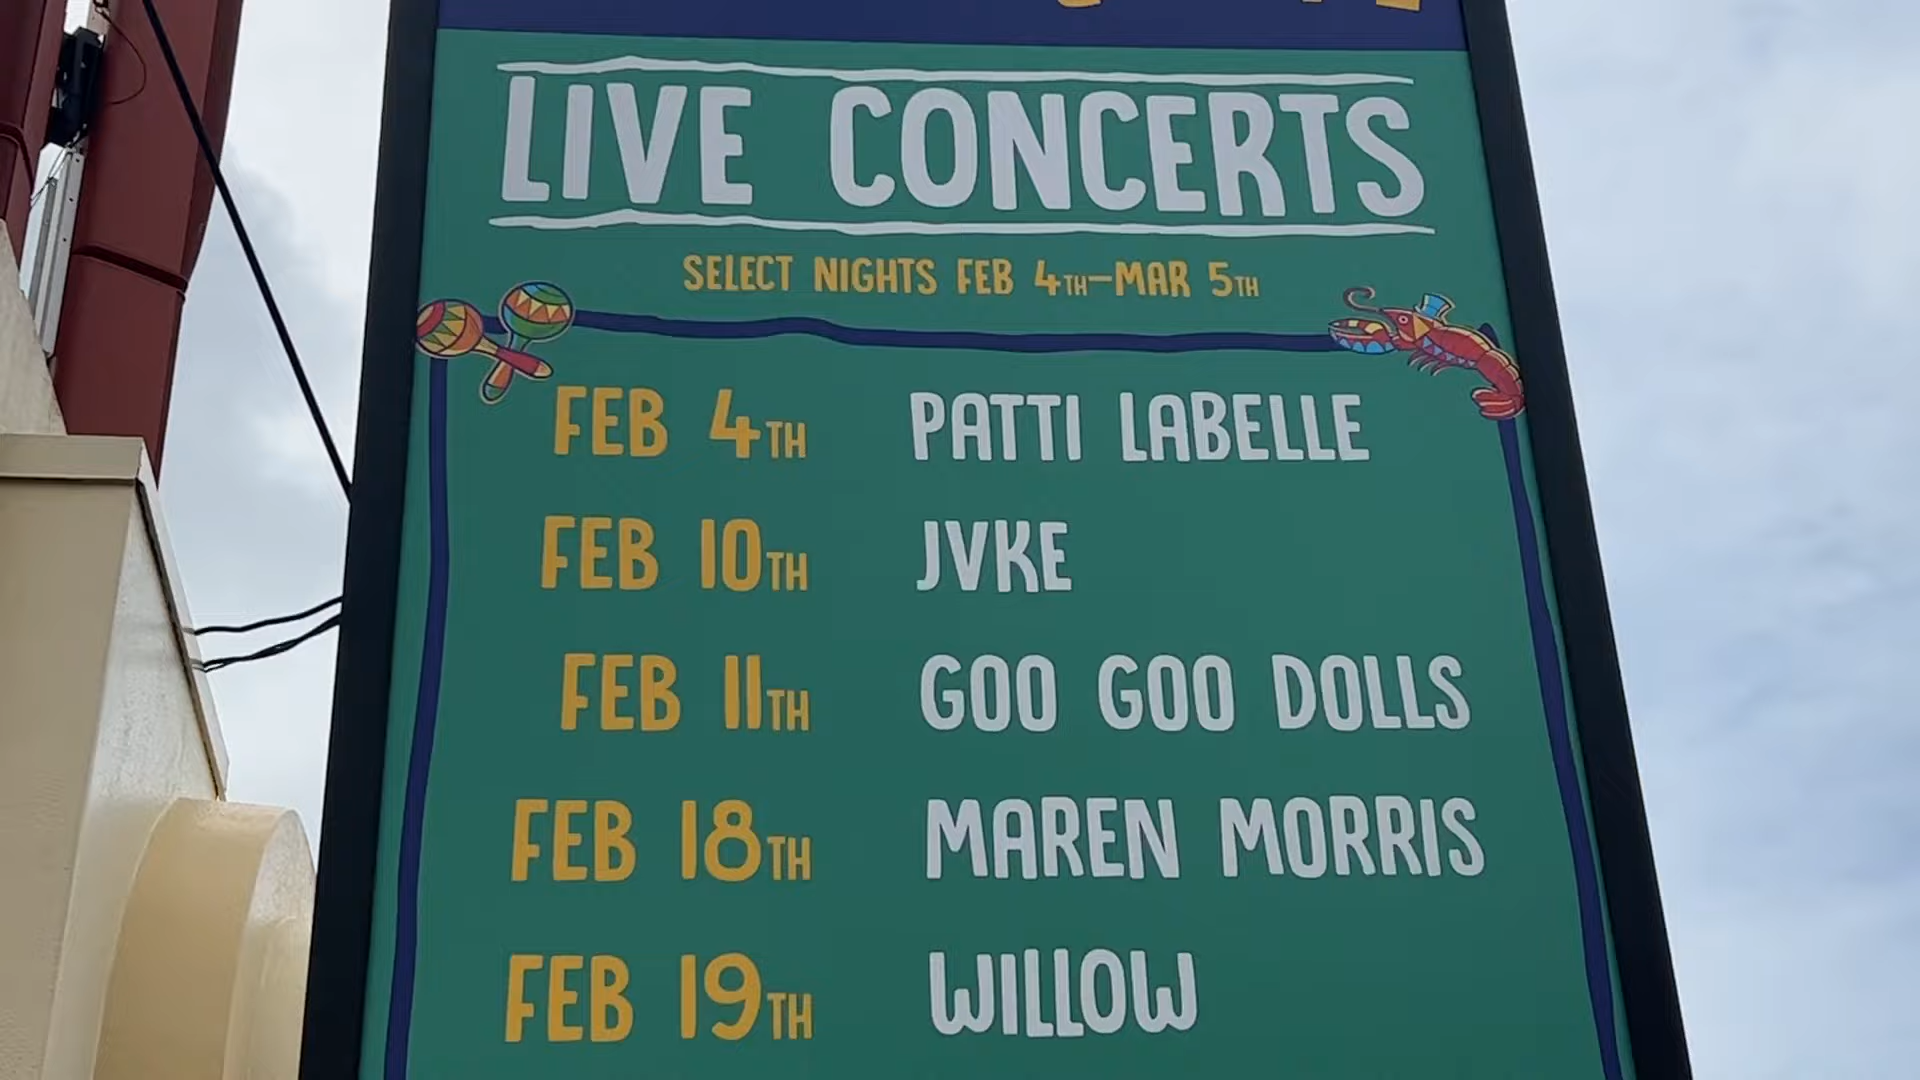 LIVE CONCERTS
SELECT NIGHTS FEB 4TH-MAR 5TH
FEB 4TH PATTI LABELLE
FEB 10TH JVKE
FEB 11TH GOO GOO DOLLS
FEB 18TH MAREN MORRIS
FEB 19TH WILLOW